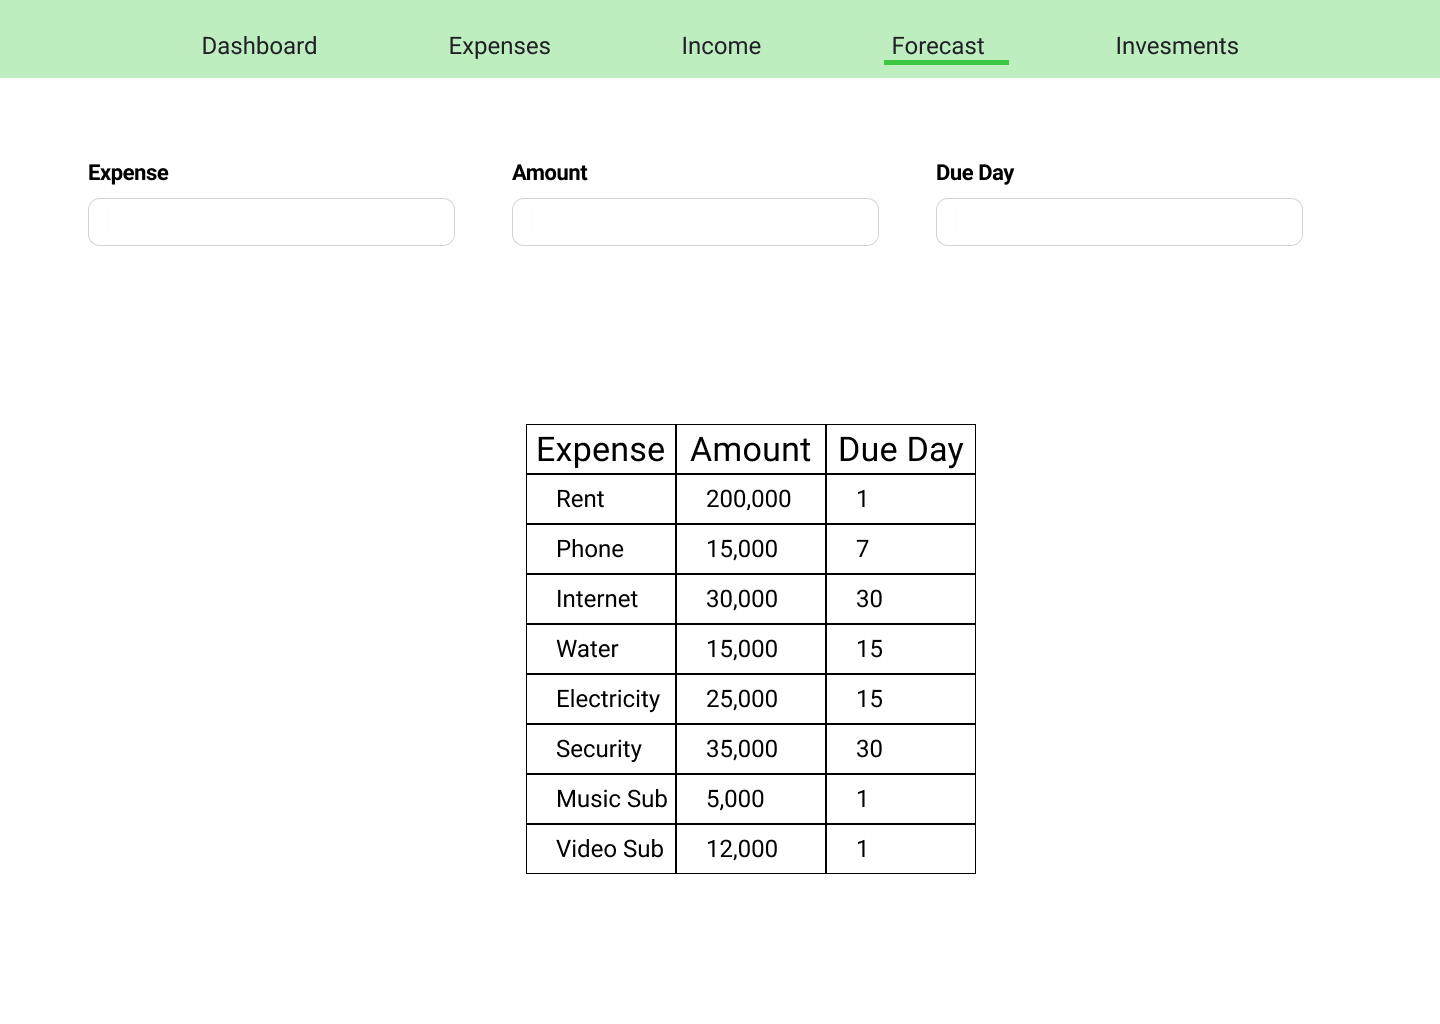 Dashboard Expenses Income Forecast Invesments
Expense Amount Due Day
Expense Amount Due Day
Rent 200,000 1
Phone 15,000 7
Internet 30,000 30
Water 15,000 15
Electricity 25,000 15
Security 35,000 30
Music Sub 5,000 1
Video Sub 12,000 1